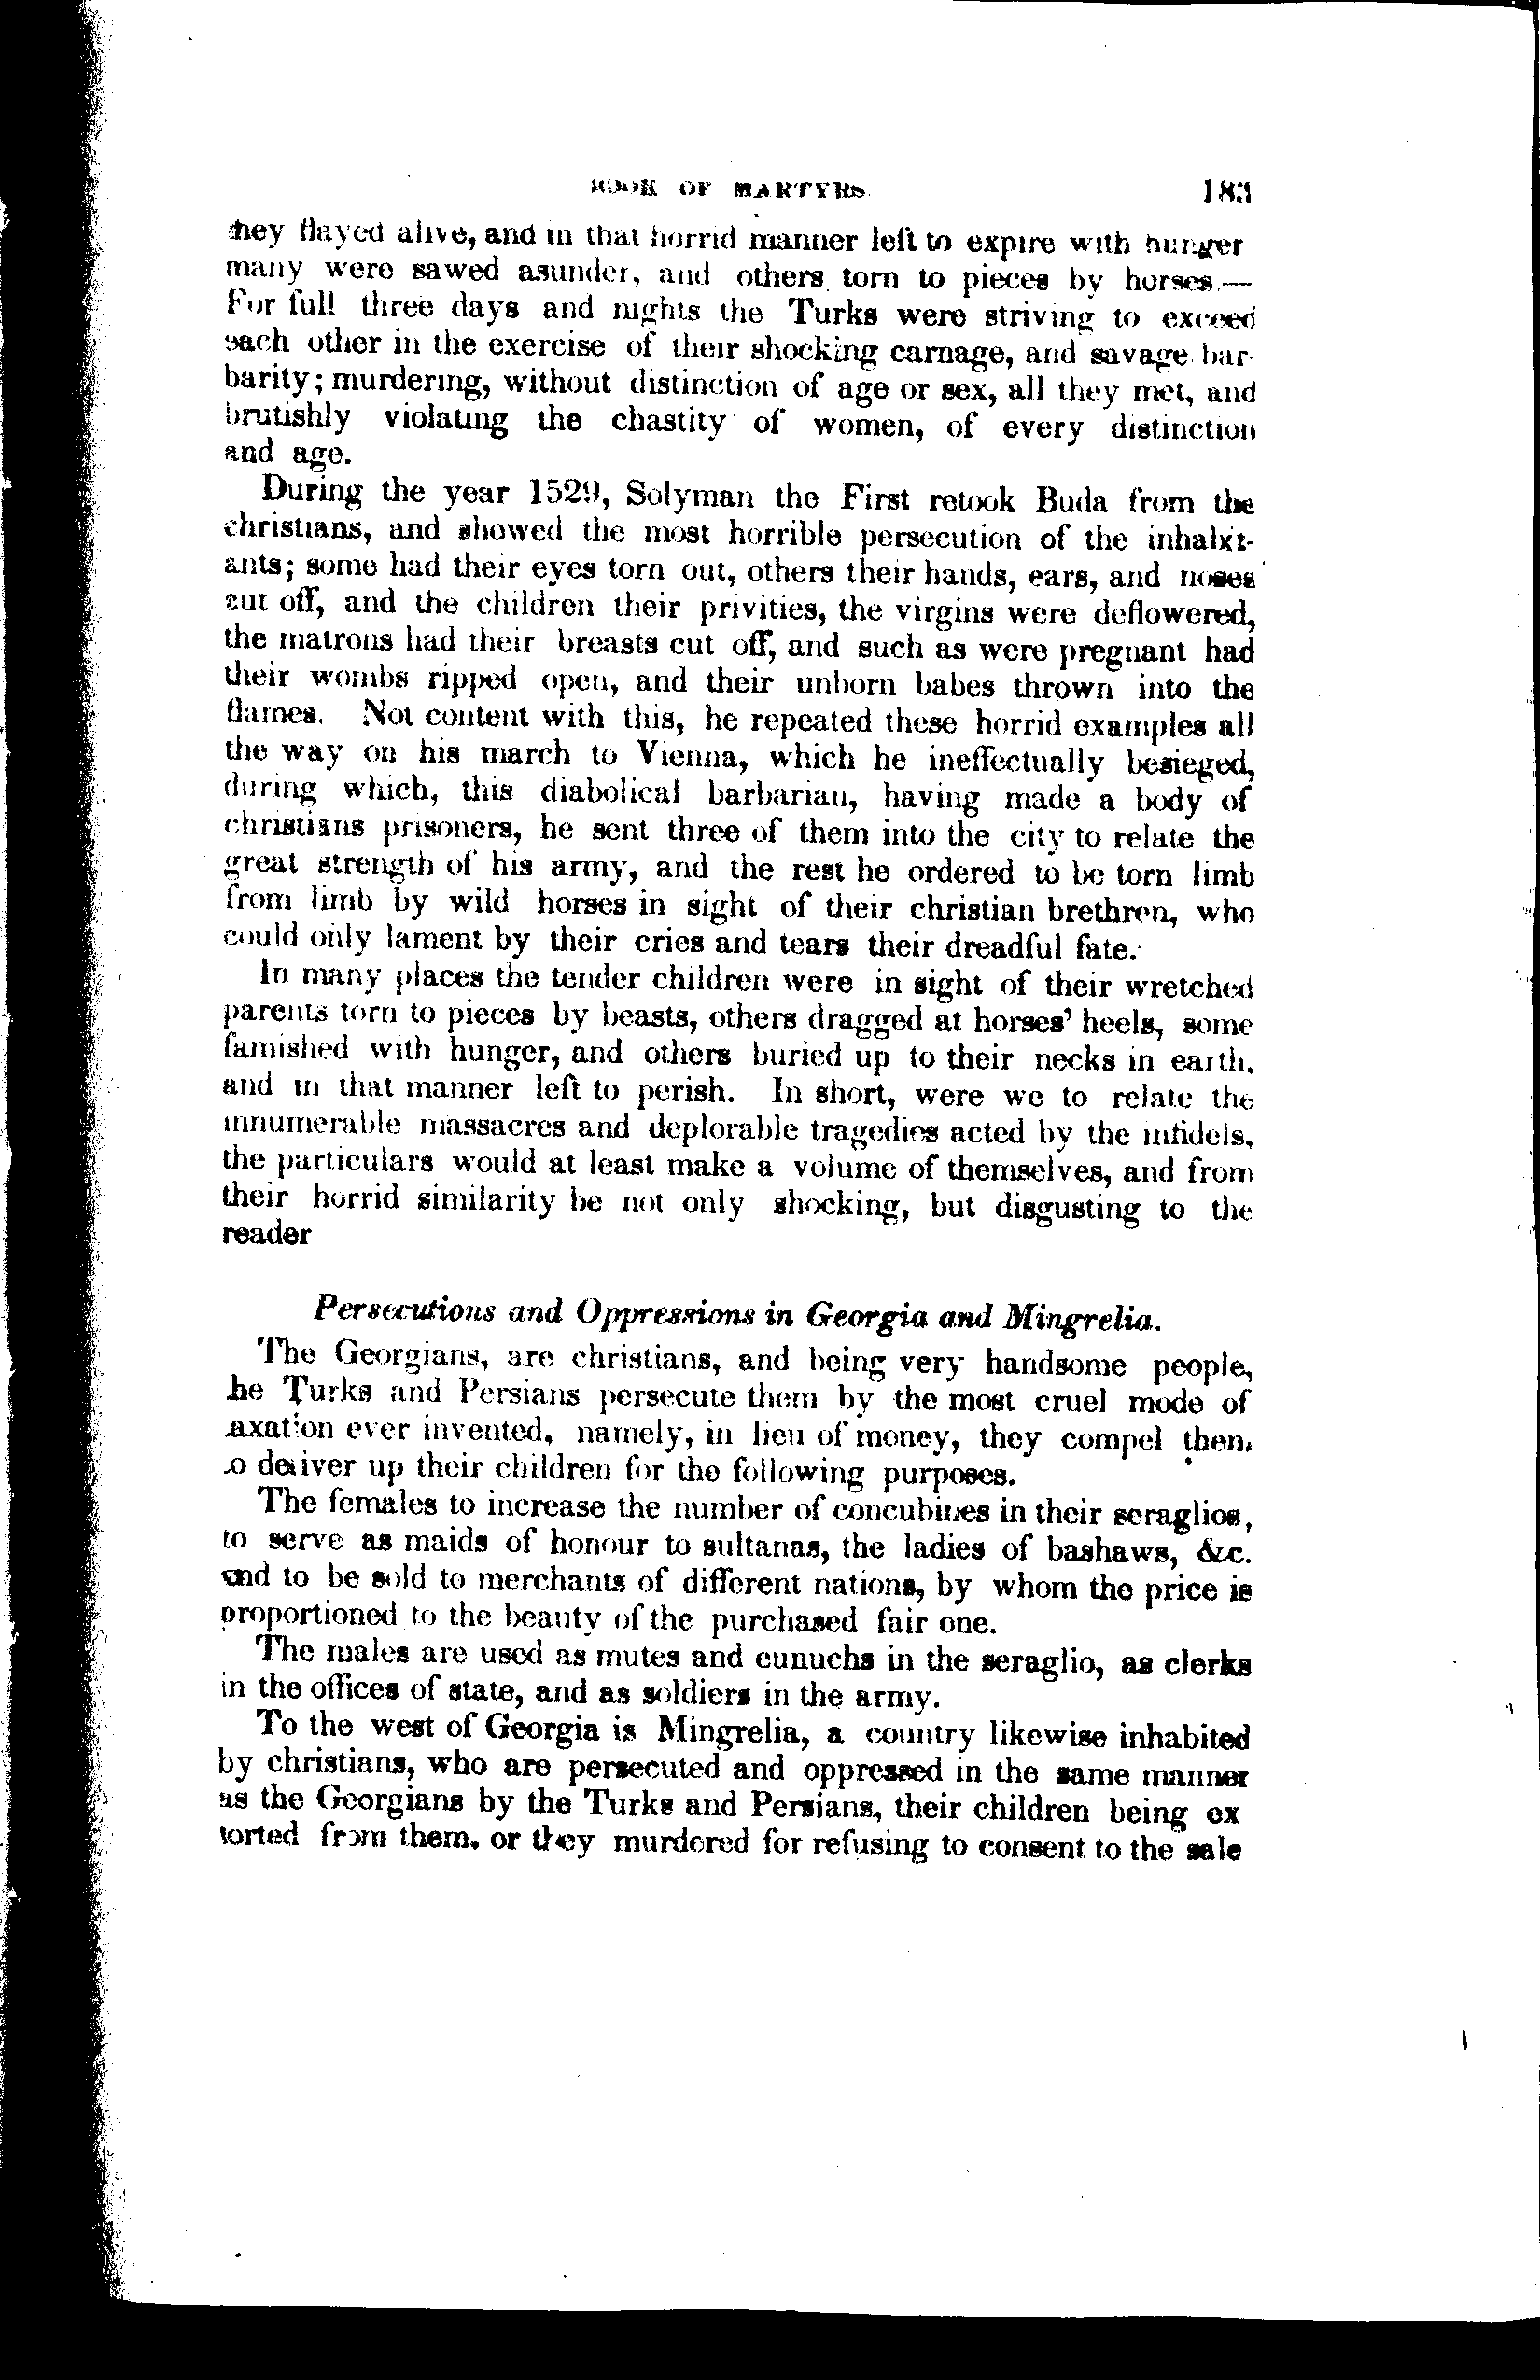 BOOK OF MARTYRS 183
they flayed alive, and in that horrid manner left to expire with hunger
many were sawed asunder, and others torn to pieces by horses.—
For full three days and nights the Turks were striving to exceed
each other in the exercise of their shocking carnage, and savage bar-
barity; murdering, without distinction of age or sex, all they met, and
brutishly violating the chastity of women, of every distinction
and age.
During the year 1529, Solyman the First retook Buda from the
christians, and showed the most horrible persecution of the inhabit-
ants; some had their eyes torn out, others their hands, ears, and noses
cut off, and the children their privities, the virgins were deflowered,
the matrons had their breasts cut off, and such as were pregnant had
their wombs ripped open, and their unborn babes thrown into the
flames. Not content with this, he repeated these horrid examples all
the way on his march to Vienna, which he ineffectually besieged,
during which, this diabolical barbarian, having made a body of
christians prisoners, he sent three of them into the city to relate the
great strength of his army, and the rest he ordered to be torn limb
from limb by wild horses in sight of their christian brethren, who
could only lament by their cries and tears their dreadful fate.
In many places the tender children were in sight of their wretched
parents torn to pieces by beasts, others dragged at horses' heels, some
famished with hunger, and others buried up to their necks in earth,
and in that manner left to perish. In short, were we to relate the
innumerable massacres and deplorable tragedies acted by the infidels,
the particulars would at least make a volume of themselves, and from
their horrid similarity be not only shocking, but disgusting to the
reader
Persecutions and Oppressions in Georgia and Mingrelia.
The Georgians, are christians, and being very handsome people,
he Turks and Persians persecute them by the most cruel mode of
axation ever invented, namely, in lieu of money, they compel them
o deliver up their children for the following purposes.
The females to increase the number of concubines in their seraglios,
to serve as maids of honour to sultanas, the ladies of bashaws, &c.
and to be sold to merchants of different nations, by whom the price is
proportioned to the beauty of the purchased fair one.
The males are used as mutes and eunuchs in the seraglio, as clerks
in the offices of state, and as soldiers in the army.
To the west of Georgia is Mingrelia, a country likewise inhabited
by christians, who are persecuted and oppressed in the same manner
as the Georgians by the Turks and Persians, their children being ex
torted from them, or they murdered for refusing to consent to the sale